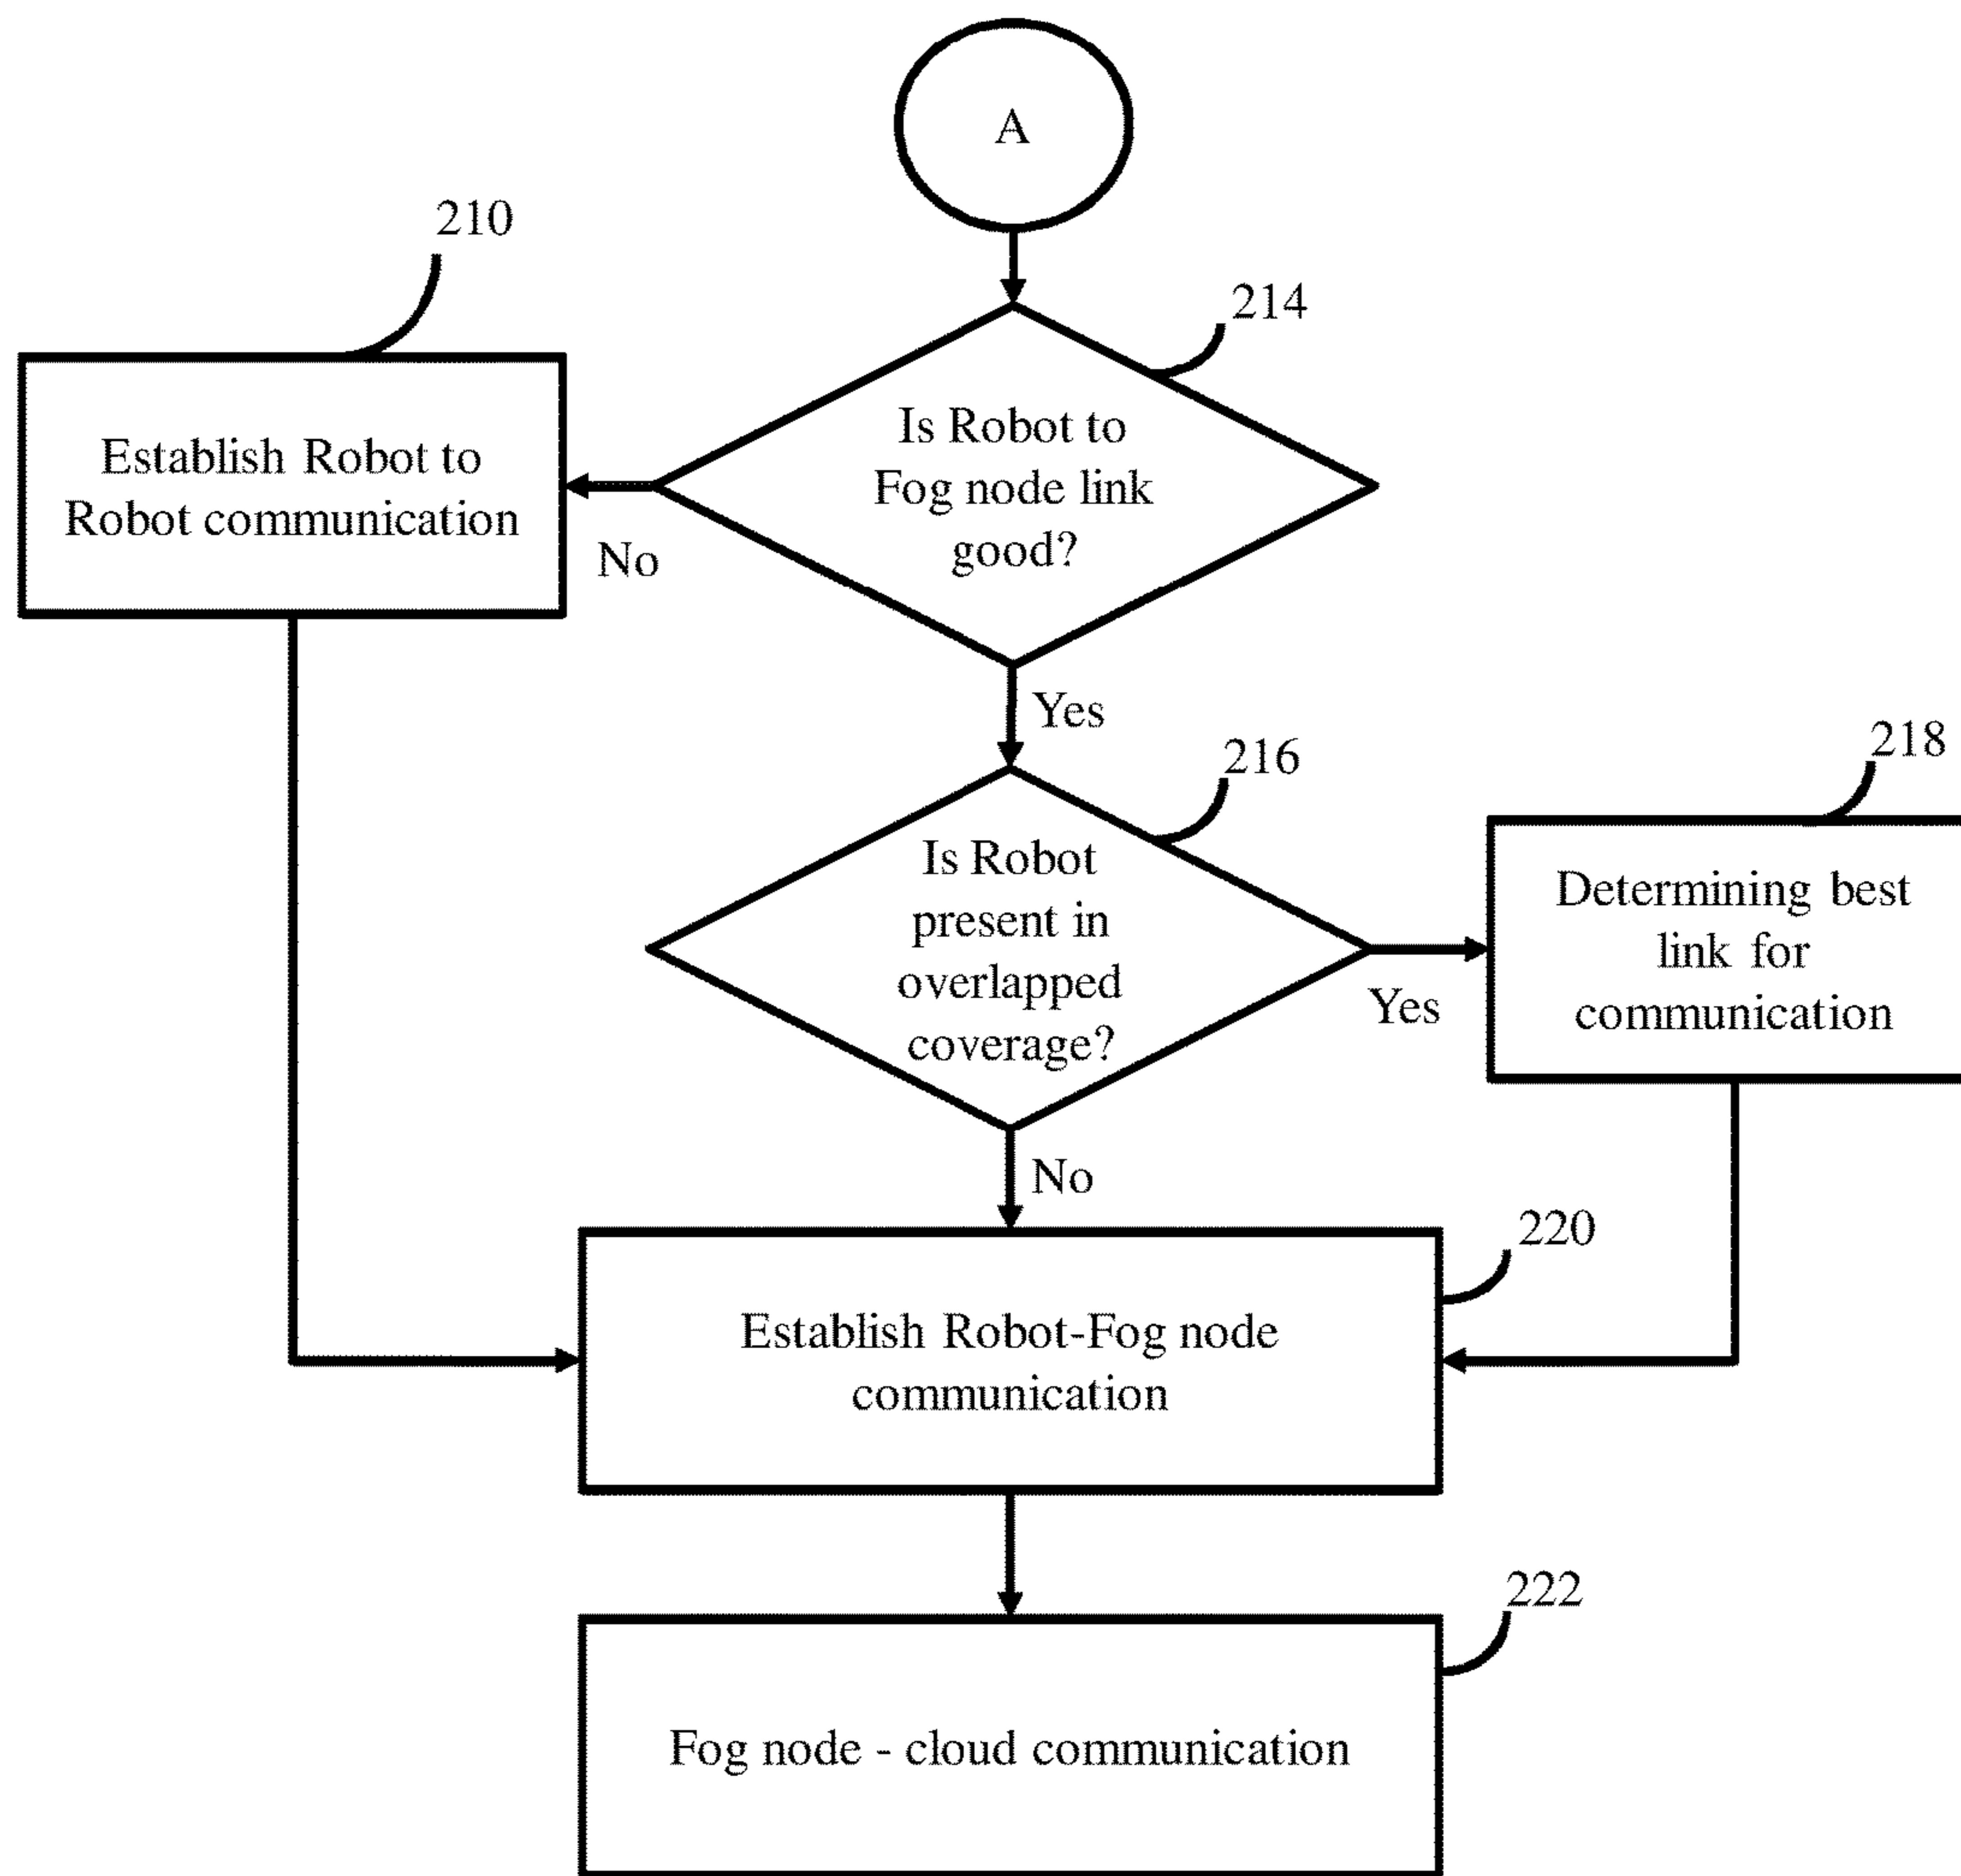 A
210
214
Is Robot to
Fog node link
good?
Establish Robot to
Robot communication
No
Yes
216
218
Is Robot
present in
overlapped
coverage?
Determining best
link for
communication
Yes
No
220
Establish Robot-Fog node
communication
222
Fog node - cloud communication